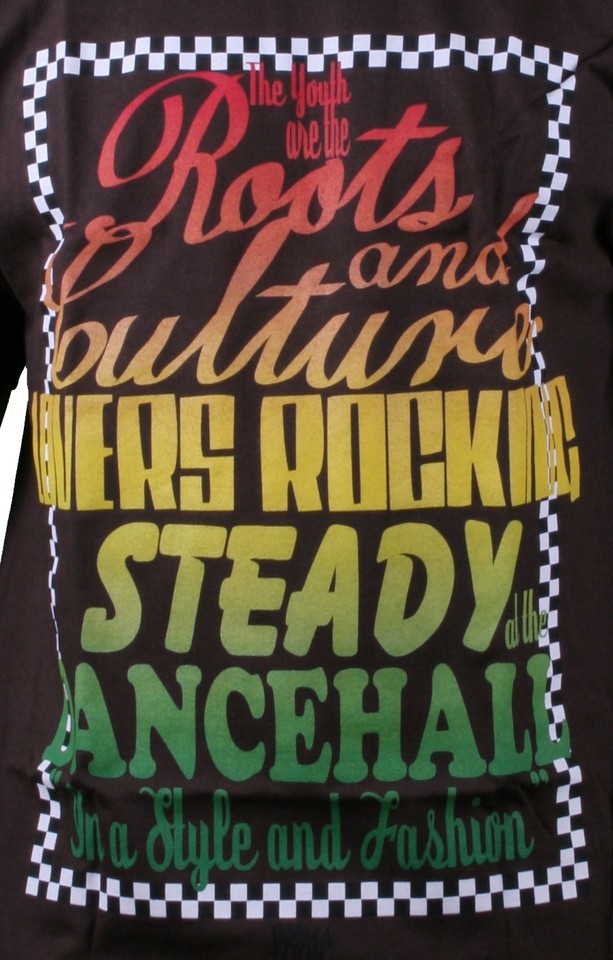 The Youth
are the
Roots
and
Culture
LOVERS ROCKING
STEADY
at the
DANCEHALL
"In a Style and Fashion"